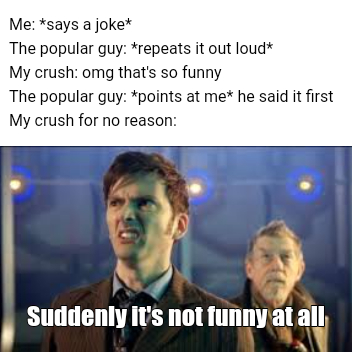 Me: *says a joke*
The popular guy: *repeats it out loud*
My crush: omg that's so funny
The popular guy: *points at me* he said it first
My crush for no reason:
Suddenly it's not funny at all